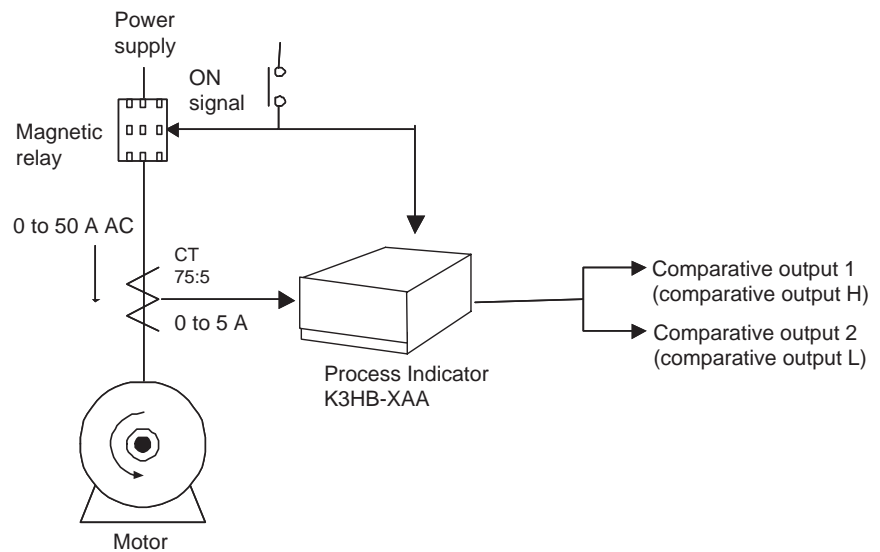 Power
supply
ON
signal
Magnetic
relay
0 to 50 A AC
CT
75:5
0 to 5 A
Process Indicator
K3HB-XAA
Comparative output 1
(comparative output H)
Comparative output 2
(comparative output L)
Motor